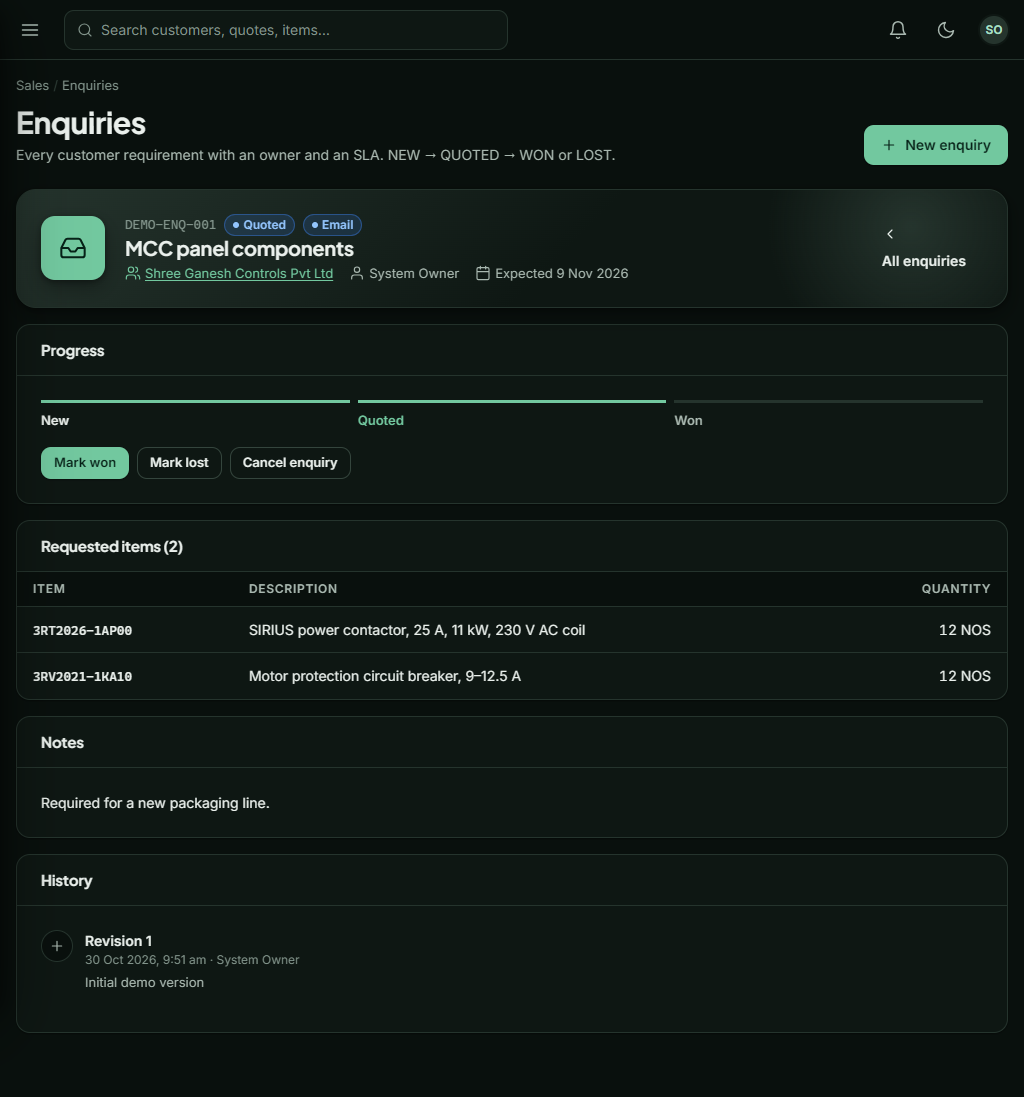 Search customers, quotes, items...
SO
Sales / Enquiries
Enquiries
Every customer requirement with an owner and an SLA. NEW → QUOTED → WON or LOST.
+ New enquiry
DEMO-ENQ-001 Quoted Email
MCC panel components
Shree Ganesh Controls Pvt Ltd System Owner Expected 9 Nov 2026
All enquiries
Progress
New Quoted Won
Mark won Mark lost Cancel enquiry
Requested items (2)
ITEM DESCRIPTION QUANTITY
3RT2026-1AP00 SIRIUS power contactor, 25 A, 11 kW, 230 V AC coil 12 NOS
3RV2021-1KA10 Motor protection circuit breaker, 9–12.5 A 12 NOS
Notes
Required for a new packaging line.
History
Revision 1
30 Oct 2026, 9:51 am · System Owner
Initial demo version